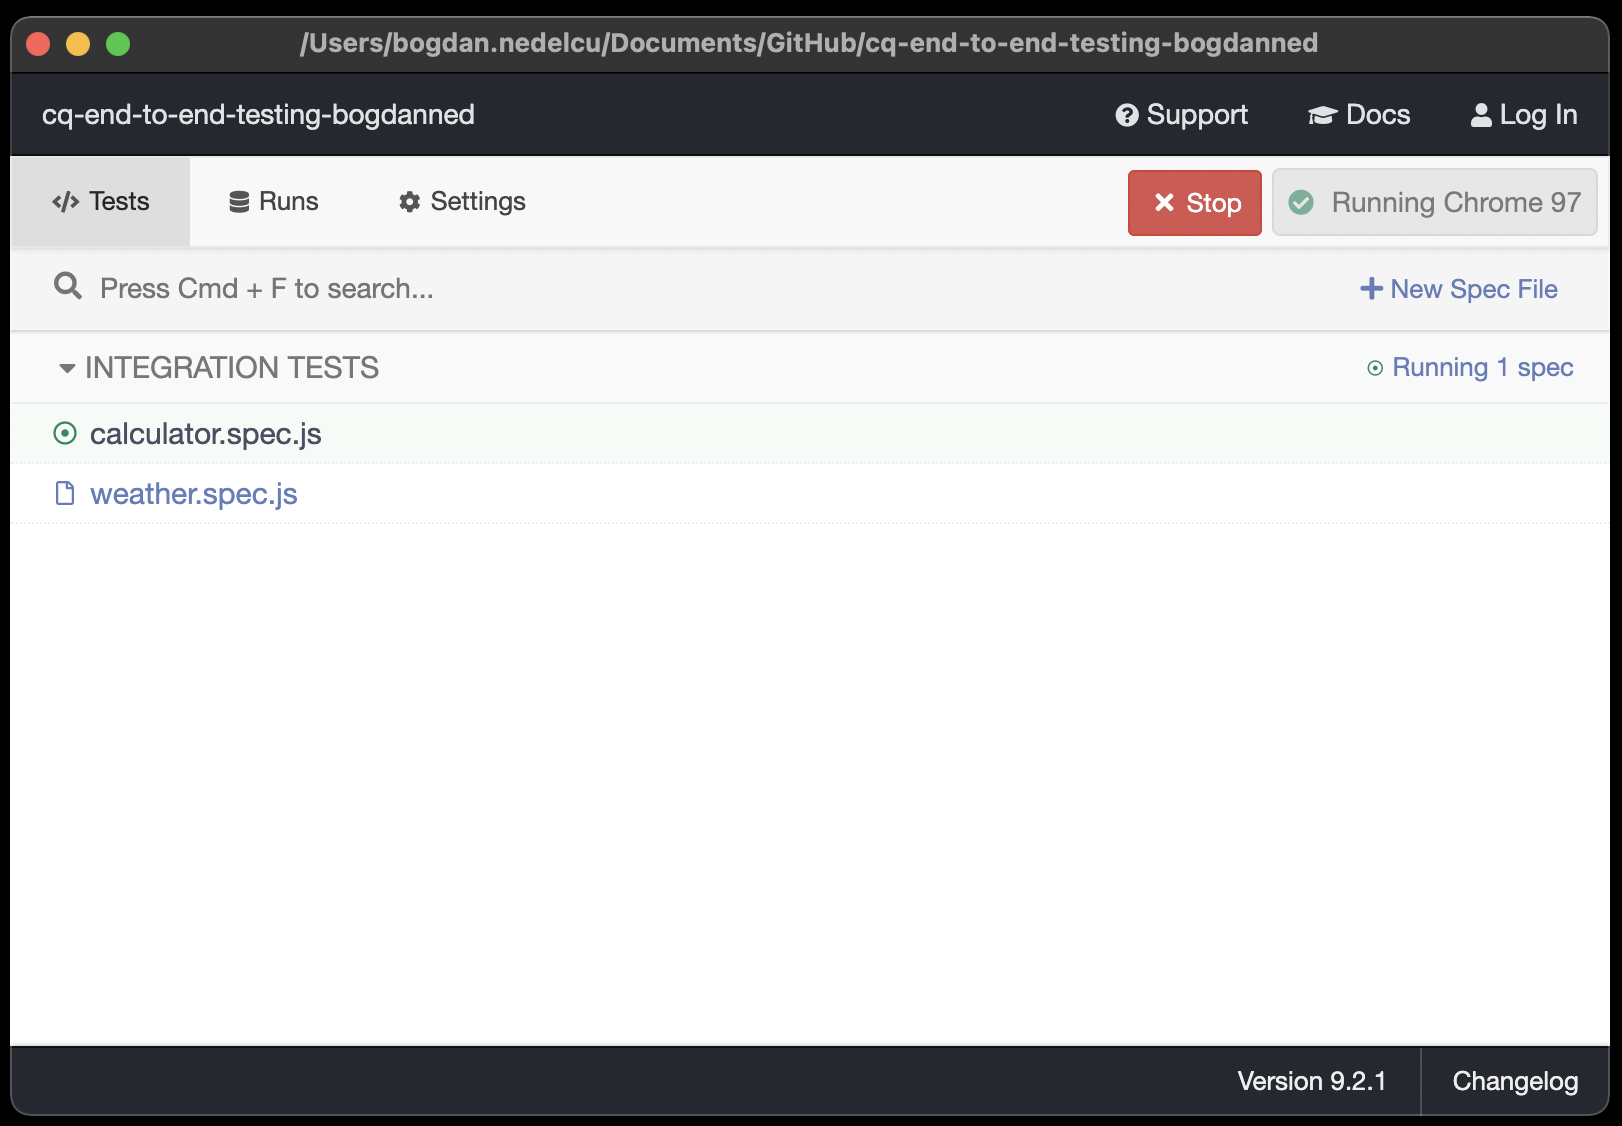 /Users/bogdan.nedelcu/Documents/GitHub/cq-end-to-end-testing-bogdanned
cq-end-to-end-testing-bogdanned Support Docs Log In
Tests Runs Settings Stop Running Chrome 97
Press Cmd + F to search... New Spec File
INTEGRATION TESTS Running 1 spec
calculator.spec.js
weather.spec.js
Version 9.2.1 Changelog